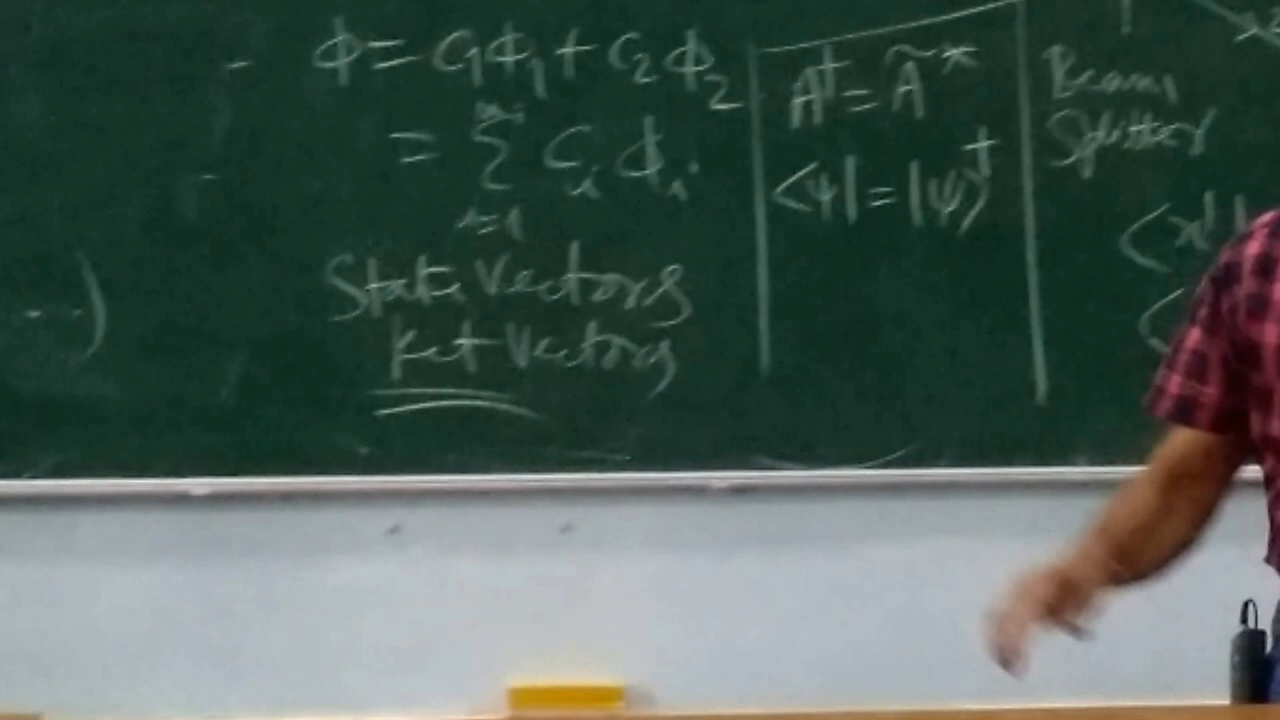 ϕ = C₁ϕ₁ + C₂ϕ₂
= Σ Cᵢ ϕᵢ
i=1
State Vectors
Ket Vectors
A† = Ã*
<ψ| = |ψ>†
Beam
Splitter
---)